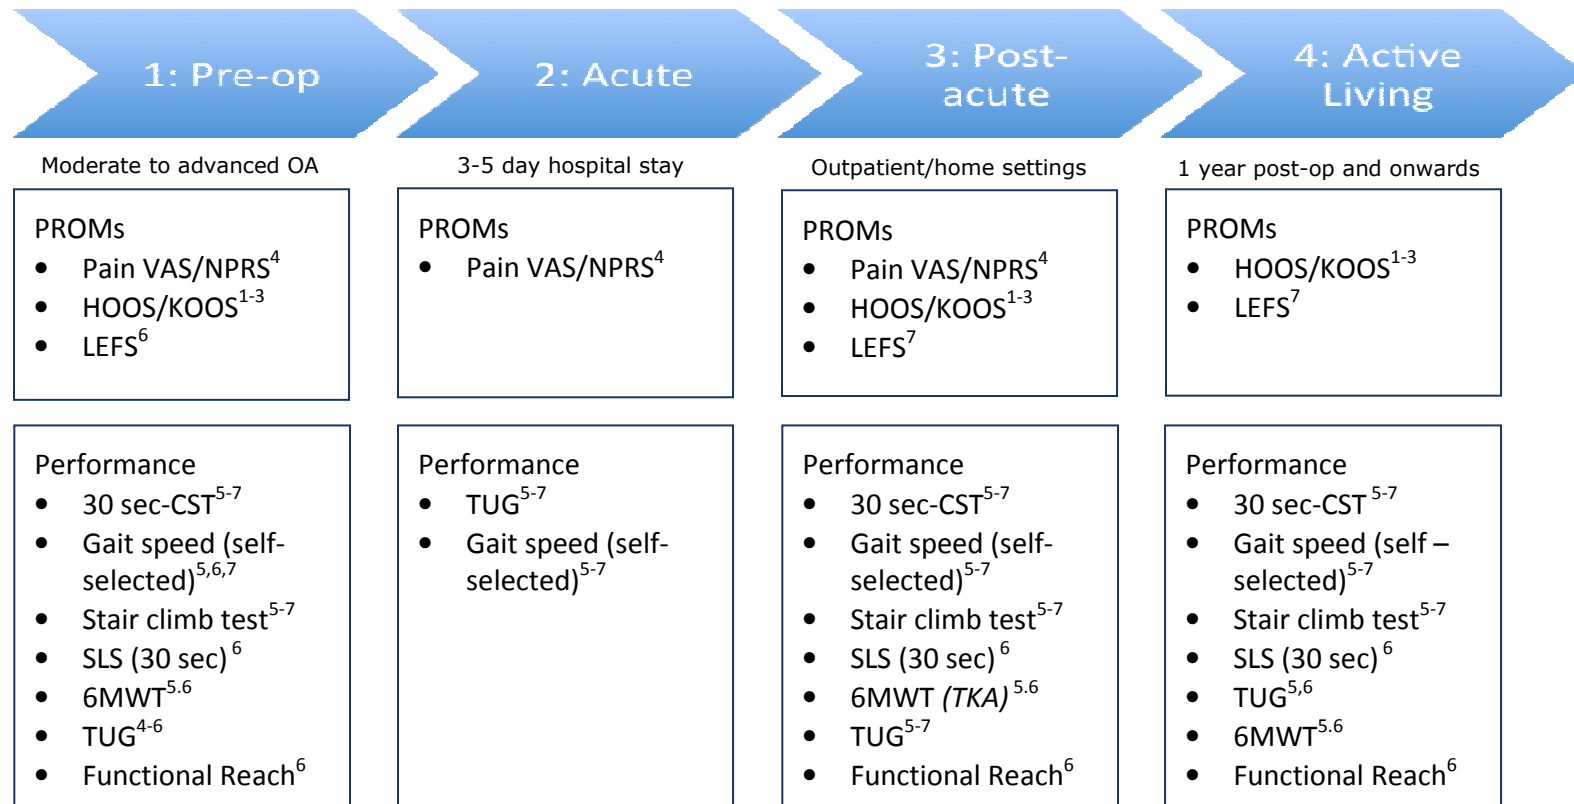 1: Pre-op
2: Acute
3: Post-
acute
4: Active
Living
Moderate to advanced OA
3-5 day hospital stay
Outpatient/home settings
1 year post-op and onwards
PROMs
• Pain VAS/NPRS4
• HOOS/KOOS1-3
• LEFS6
PROMs
• Pain VAS/NPRS4
PROMs
• Pain VAS/NPRS4
• HOOS/KOOS1-3
• LEFS7
PROMs
• HOOS/KOOS1-3
• LEFS7
Performance
• 30 sec-CST5-7
• Gait speed (self-
selected)5,6,7
• Stair climb test5-7
• SLS (30 sec) 6
• 6MWT5.6
• TUG4-6
• Functional Reach6
Performance
• TUG5-7
• Gait speed (self-
selected)5-7
Performance
• 30 sec-CST5-7
• Gait speed (self-
selected)5-7
• Stair climb test5-7
• SLS (30 sec) 6
• 6MWT (TKA) 5.6
• TUG5-7
• Functional Reach6
Performance
• 30 sec-CST 5-7
• Gait speed (self –
selected)5-7
• Stair climb test5-7
• SLS (30 sec) 6
• TUG5,6
• 6MWT5.6
• Functional Reach6